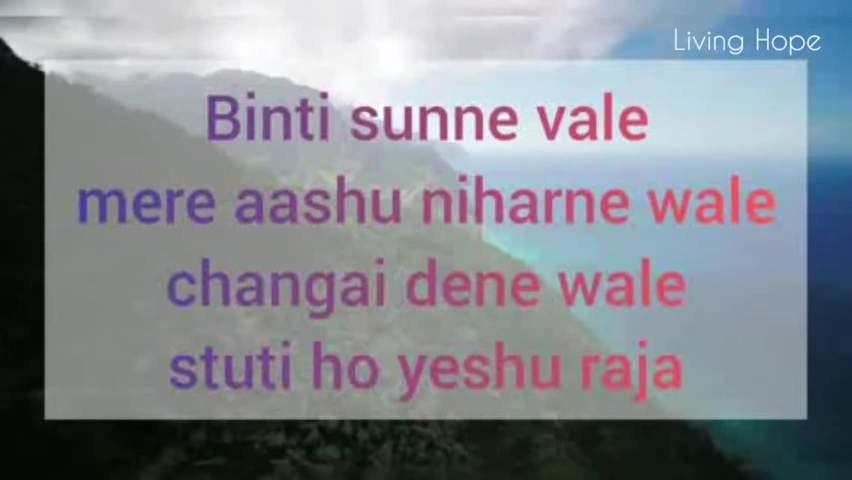 Living Hope
Binti sunne vale
mere aashu niharne wale
changai dene wale
stuti ho yeshu raja